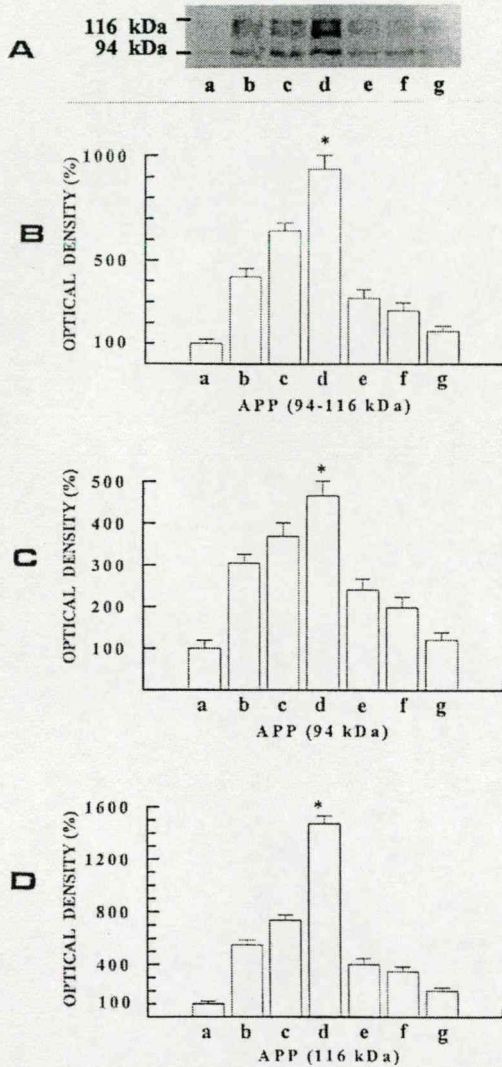 A
116 kDa
94 kDa
a b c d e f g
B
OPTICAL DENSITY (%)
1000
500
100
*
a b c d e f g
APP (94-116 kDa)
C
OPTICAL DENSITY (%)
500
400
300
200
100
*
a b c d e f g
APP (94 kDa)
D
OPTICAL DENSITY (%)
1600
1200
800
400
100
*
a b c d e f g
APP (116 kDa)